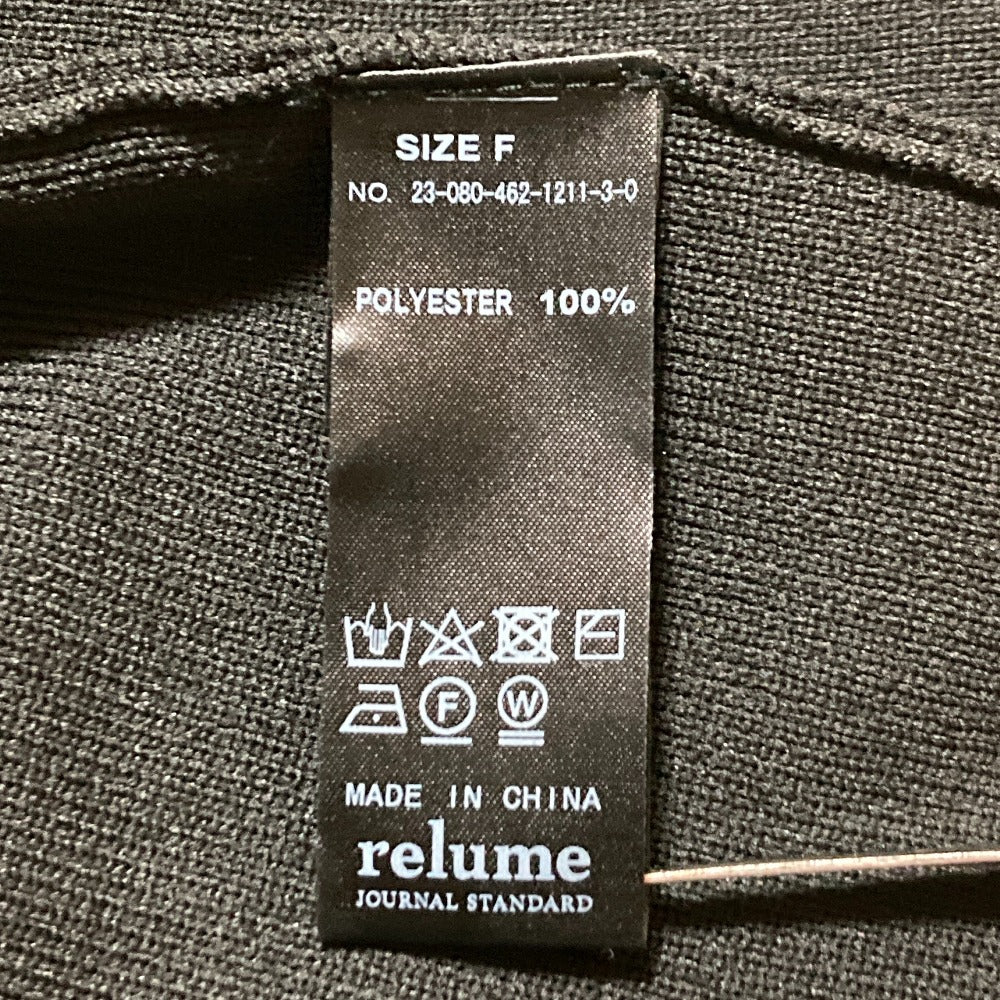 SIZE F
NO. 23-080-462-1211-3-0
POLYESTER 100%
F W
MADE IN CHINA
relume
JOURNAL STANDARD